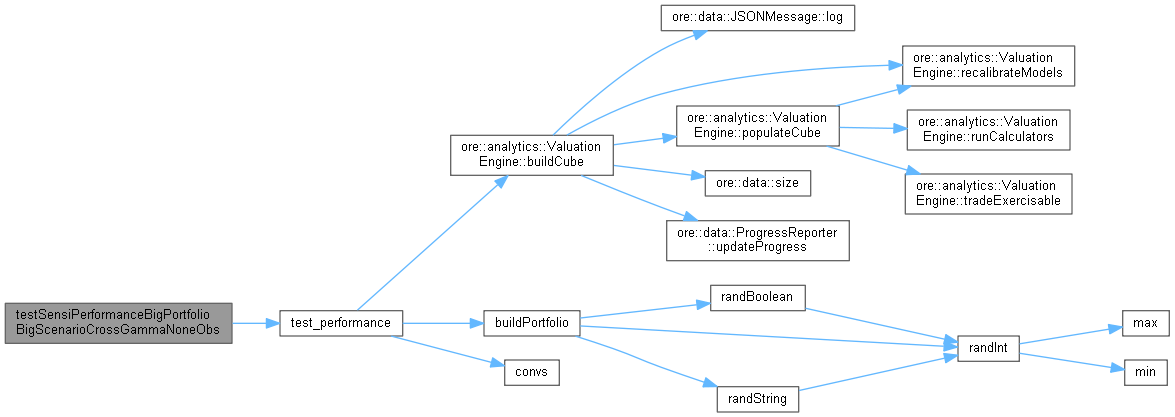 ore::data::JSONMessage::log
ore::analytics::Valuation
Engine::recalibrateModels
ore::analytics::Valuation
Engine::populateCube
ore::analytics::Valuation
Engine::runCalculators
ore::analytics::Valuation
Engine::buildCube
ore::data::size
ore::analytics::Valuation
Engine::tradeExercisable
ore::data::ProgressReporter
::updateProgress
testSensiPerformanceBigPortfolio
BigScenarioCrossGammaNoneObs
test_performance
buildPortfolio
randBoolean
convs
randString
randInt
max
min